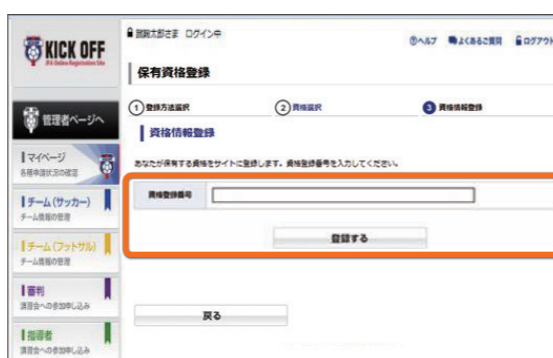 KICK OFF
JFA Online Registration Site
蹴鞠太郎さま ログイン中
ヘルプ
よくあるご質問
ログアウト
保有資格登録
管理者ページへ
1 登録方法選択
2 資格選択
3 資格情報登録
資格情報登録
マイページ
各種申請状況の確認
あなたが保有する資格をサイトに登録します。資格登録番号を入力してください。
資格登録番号
チーム(サッカー)
チーム情報の管理
登録する
チーム(フットサル)
チーム情報の管理
審判
講習会への参加申し込み
戻る
指導者
講習会への参加申し込み